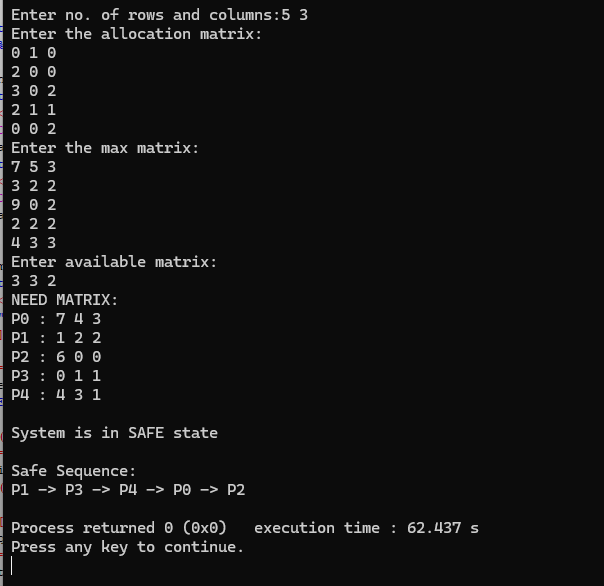 Enter no. of rows and columns:5 3
Enter the allocation matrix:
0 1 0
2 0 0
3 0 2
2 1 1
0 0 2
Enter the max matrix:
7 5 3
3 2 2
9 0 2
2 2 2
4 3 3
Enter available matrix:
3 3 2
NEED MATRIX:
P0 : 7 4 3
P1 : 1 2 2
P2 : 6 0 0
P3 : 0 1 1
P4 : 4 3 1
System is in SAFE state
Safe Sequence:
P1 -> P3 -> P4 -> P0 -> P2
Process returned 0 (0x0)   execution time : 62.437 s
Press any key to continue.